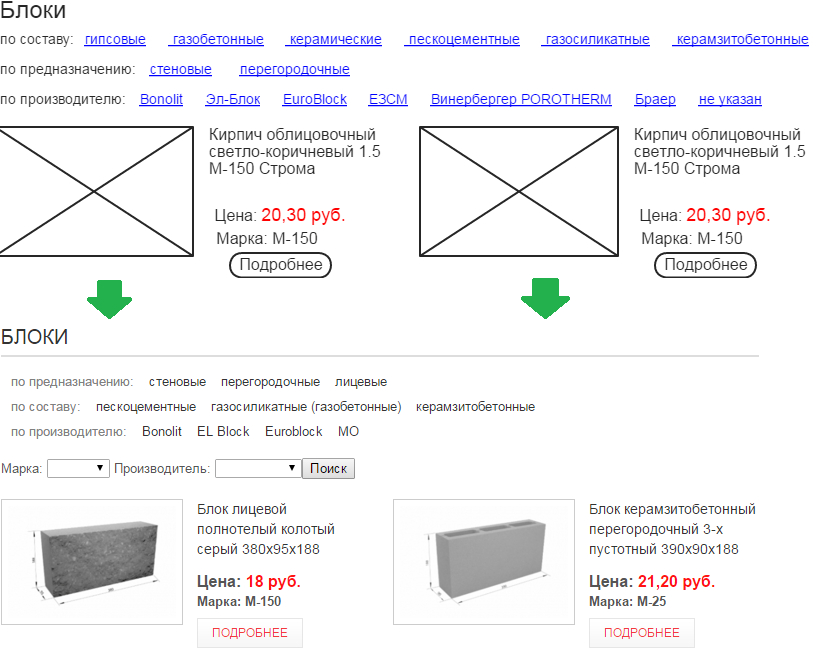 Блоки
по составу: гипсовые газобетонные керамические пескоцементные газосиликатные керамзитобетонные
по предназначению: стеновые перегородочные
по производителю: Bonolit Эл-Блок EuroBlock ЕЗСМ Винербергер POROTHERM Браер не указан
Кирпич облицовочный
светло-коричневый 1.5
М-150 Строма
Цена: 20,30 руб.
Марка: М-150
Подробнее
Кирпич облицовочный
светло-коричневый 1.5
М-150 Строма
Цена: 20,30 руб.
Марка: М-150
Подробнее
БЛОКИ
по предназначению: стеновые перегородочные лицевые
по составу: пескоцементные газосиликатные (газобетонные) керамзитобетонные
по производителю: Bonolit EL Block Euroblock МО
Марка: Производитель: Поиск
Блок лицевой
полнотелый колотый
серый 380х95х188
Цена: 18 руб.
Марка: М-150
ПОДРОБНЕЕ
Блок керамзитобетонный
перегородочный 3-х
пустотный 390х90х188
Цена: 21,20 руб.
Марка: М-25
ПОДРОБНЕЕ